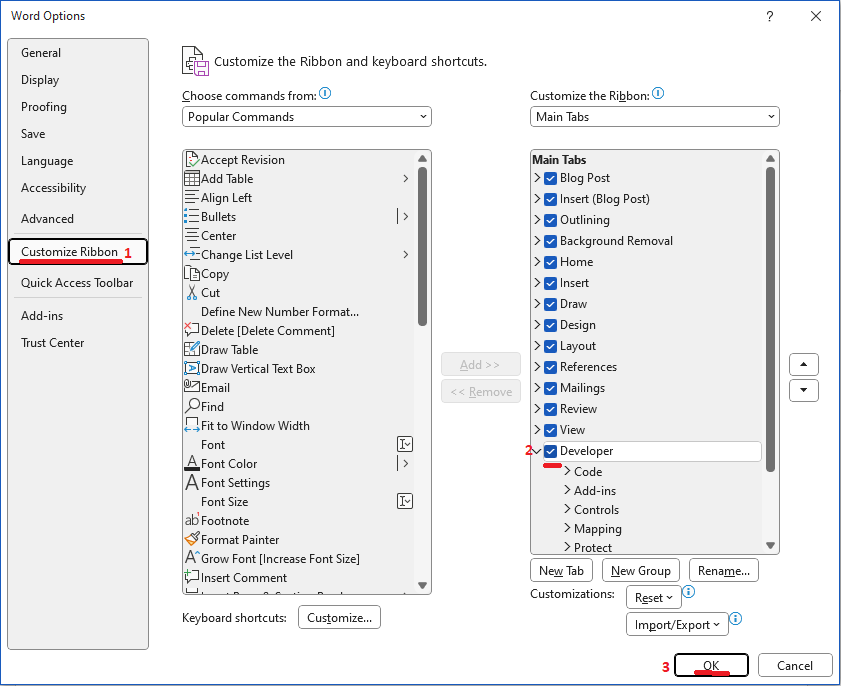 Word Options
?
General
Display
Proofing
Save
Language
Accessibility
Advanced
Customize Ribbon 1
Quick Access Toolbar
Add-ins
Trust Center
Customize the Ribbon and keyboard shortcuts.
Choose commands from:
Popular Commands
Accept Revision
Add Table
Align Left
Bullets
Center
Change List Level
Copy
Cut
Define New Number Format...
Delete [Delete Comment]
Draw Table
Draw Vertical Text Box
Email
Find
Fit to Window Width
Font
Font Color
Font Settings
Font Size
Footnote
Format Painter
Grow Font [Increase Font Size]
Insert Comment
Keyboard shortcuts: Customize...
Add >>
<< Remove
Customize the Ribbon:
Main Tabs
Main Tabs
Blog Post
Insert (Blog Post)
Outlining
Background Removal
Home
Insert
Draw
Design
Layout
References
Mailings
Review
View
2 Developer
Code
Add-ins
Controls
Mapping
Protect
New Tab New Group Rename...
Customizations: Reset
Import/Export
3 OK Cancel